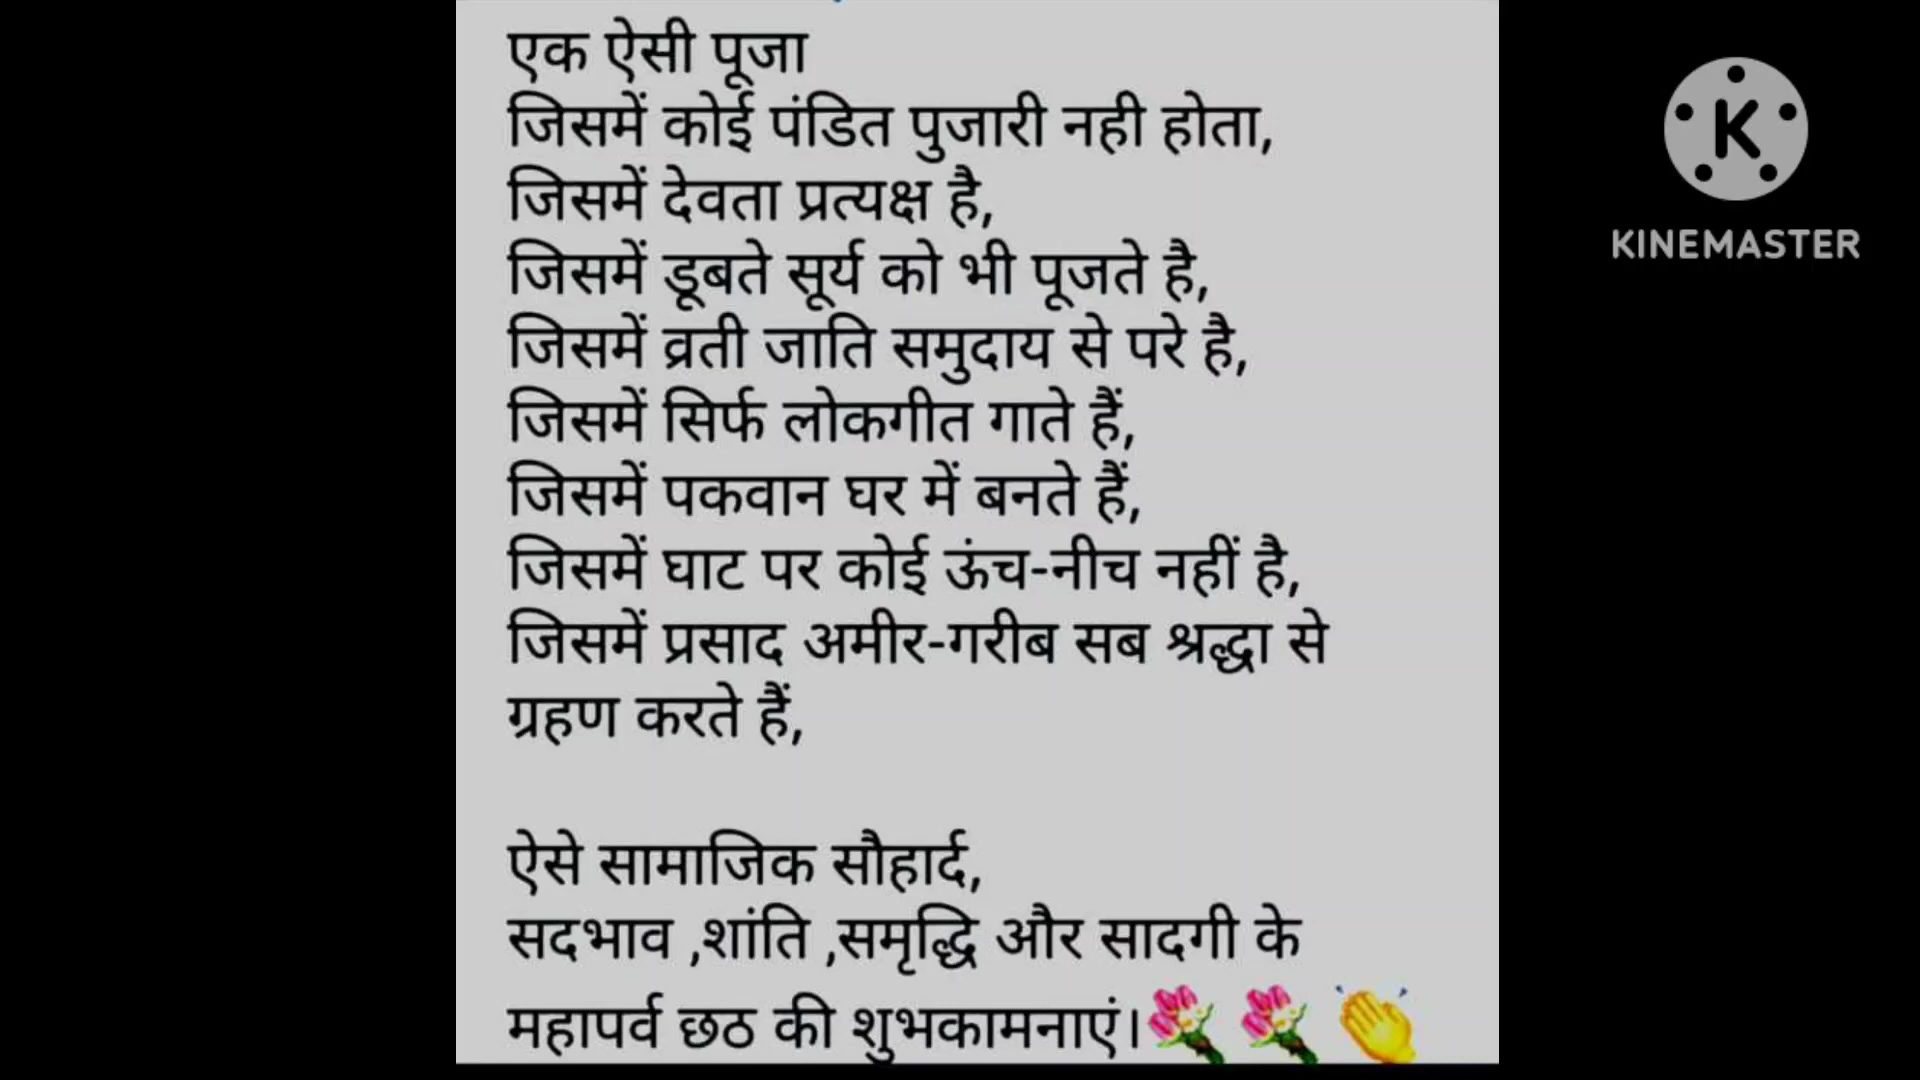 एक ऐसी पूजा
जिसमें कोई पंडित पुजारी नही होता,
जिसमें देवता प्रत्यक्ष है,
जिसमें डूबते सूर्य को भी पूजते है,
जिसमें व्रती जाति समुदाय से परे है,
जिसमें सिर्फ लोकगीत गाते हैं,
जिसमें पकवान घर में बनते हैं,
जिसमें घाट पर कोई ऊंच-नीच नहीं है,
जिसमें प्रसाद अमीर-गरीब सब श्रद्धा से
ग्रहण करते हैं,
ऐसे सामाजिक सौहार्द,
सदभाव ,शांति ,समृद्धि और सादगी के
महापर्व छठ की शुभकामनाएं।💐 💐 👏
K
KINEMASTER